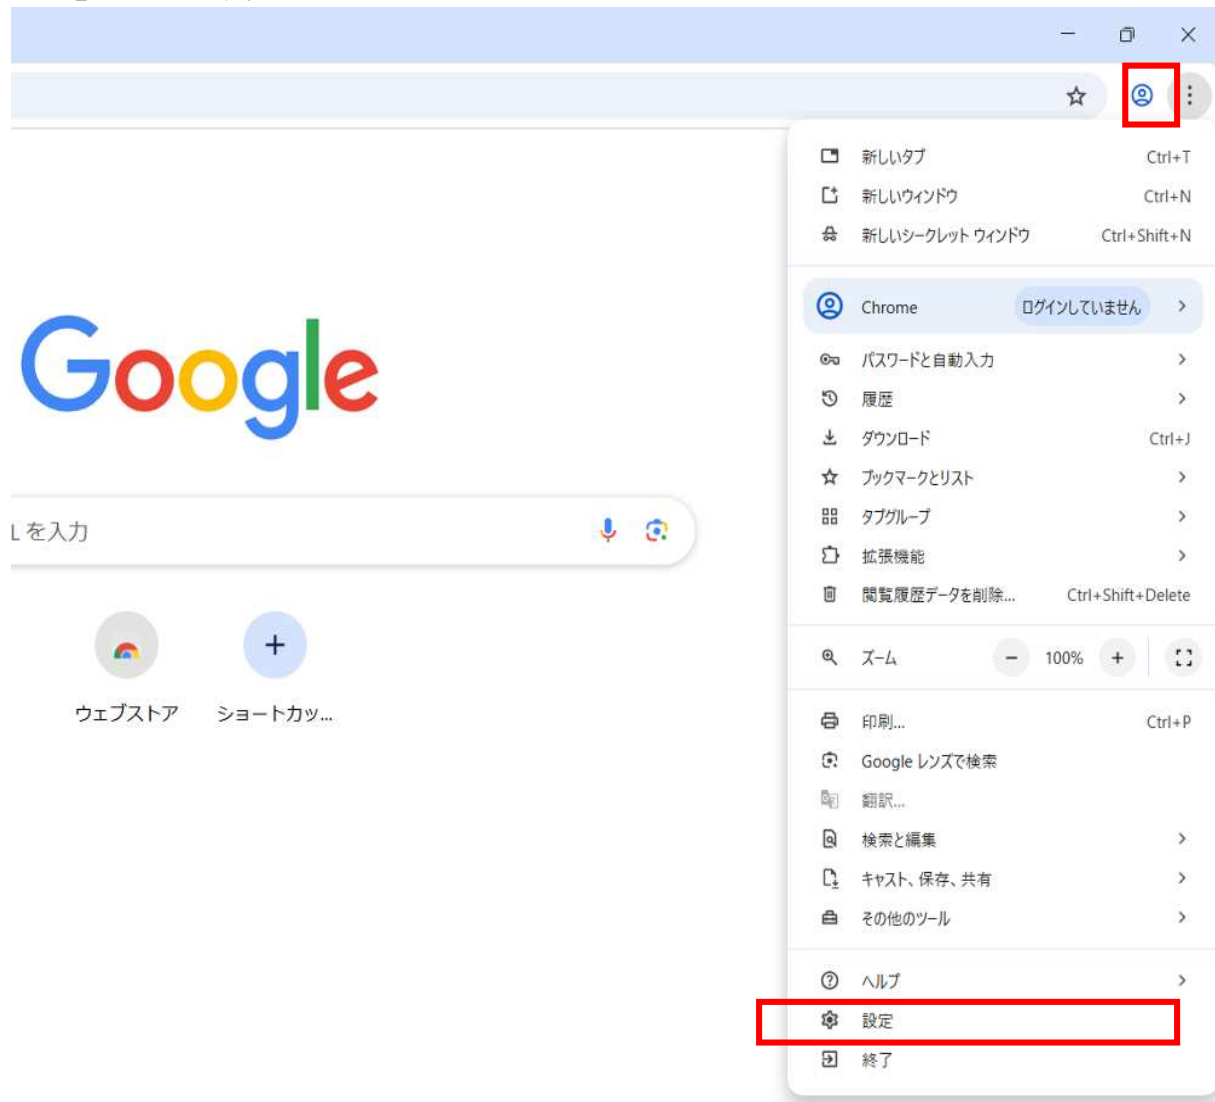 新しいタブ Ctrl+T
新しいウィンドウ Ctrl+N
新しいシークレット ウィンドウ Ctrl+Shift+N
Chrome ログインしていません
Google
パスワードと自動入力
履歴
ダウンロード Ctrl+J
ブックマークとリスト
タブグループ
L を入力
拡張機能
閲覧履歴データを削除... Ctrl+Shift+Delete
ズーム - 100% +
ウェブストア ショートカッ...
印刷... Ctrl+P
Google レンズで検索
翻訳...
検索と編集
キャスト、保存、共有
その他のツール
ヘルプ
設定
終了